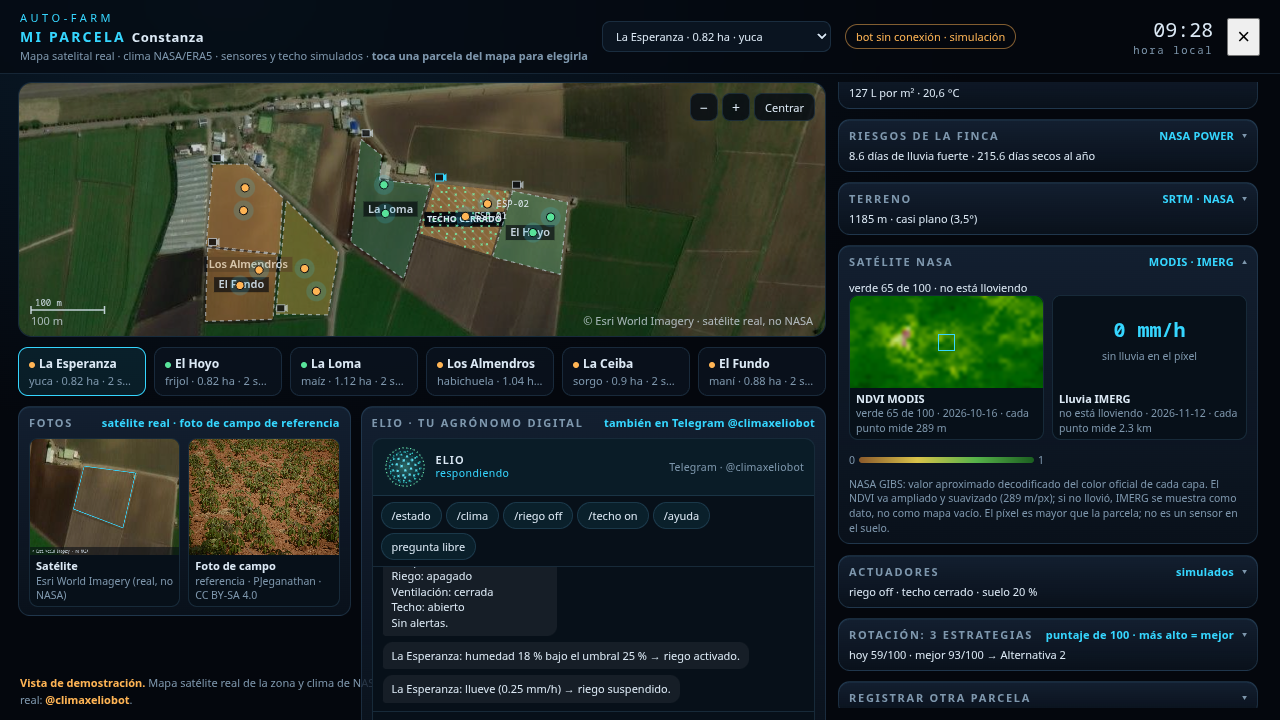 AUTO-FARM
MI PARCELA Constanza
Mapa satelital real · clima NASA/ERA5 · sensores y techo simulados · toca una parcela del mapa para elegirla
La Esperanza · 0.82 ha · yuca
bot sin conexión · simulación
09:28
hora local
×
− + Centrar
La Loma
ESP-02
TECHO CERRADO
El Hoyo
Los Almendros
El Fundo
100 m
100 m
© Esri World Imagery · satélite real, no NASA
La Esperanza
yuca · 0.82 ha · 2 s...
El Hoyo
frijol · 0.82 ha · 2 s...
La Loma
maíz · 1.12 ha · 2 s...
Los Almendros
habichuela · 1.04 h...
La Ceiba
sorgo · 0.9 ha · 2 s...
El Fundo
maní · 0.88 ha · 2 s...
FOTOS satélite real · foto de campo de referencia
Satélite
Esri World Imagery (real, no NASA)
Foto de campo
referencia · PJeganathan · CC BY-SA 4.0
Vista de demostración. Mapa satélite real de la zona y clima de NAS
real: @climaxeliobot.
ELIO · TU AGRÓNOMO DIGITAL también en Telegram @climaxeliobot
ELIO
respondiendo
Telegram · @climaxeliobot
/estado /clima /riego off /techo on /ayuda
pregunta libre
Riego: apagado
Ventilación: cerrada
Techo: abierto
Sin alertas.
La Esperanza: humedad 18 % bajo el umbral 25 % → riego activado.
La Esperanza: llueve (0.25 mm/h) → riego suspendido.
127 L por m² · 20,6 °C
RIESGOS DE LA FINCA NASA POWER ▾
8.6 días de lluvia fuerte · 215.6 días secos al año
TERRENO SRTM · NASA ▾
1185 m · casi plano (3,5°)
SATÉLITE NASA MODIS · IMERG ▴
verde 65 de 100 · no está lloviendo
NDVI MODIS
verde 65 de 100 · 2026-10-16 · cada
punto mide 289 m
0 mm/h
sin lluvia en el píxel
Lluvia IMERG
no está lloviendo · 2026-11-12 · cada
punto mide 2.3 km
0 1
NASA GIBS: valor aproximado decodificado del color oficial de cada capa. El
NDVI va ampliado y suavizado (289 m/px); si no llovió, IMERG se muestra como
dato, no como mapa vacío. El píxel es mayor que la parcela; no es un sensor en
el suelo.
ACTUADORES simulados ▾
riego off · techo cerrado · suelo 20 %
ROTACIÓN: 3 ESTRATEGIAS puntaje de 100 · más alto = mejor ▾
hoy 59/100 · mejor 93/100 → Alternativa 2
REGISTRAR OTRA PARCELA ▾